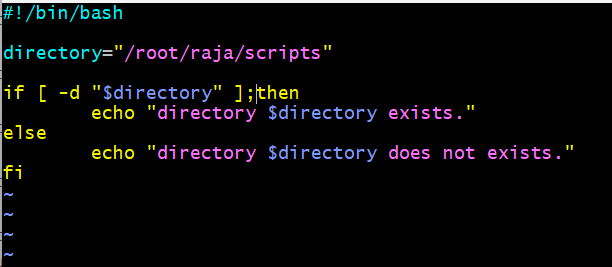 #!/bin/bash
directory="/root/raja/scripts"
if [ -d "$directory" ];then
echo "directory $directory exists."
else
echo "directory $directory does not exists."
fi
~
~
~
~